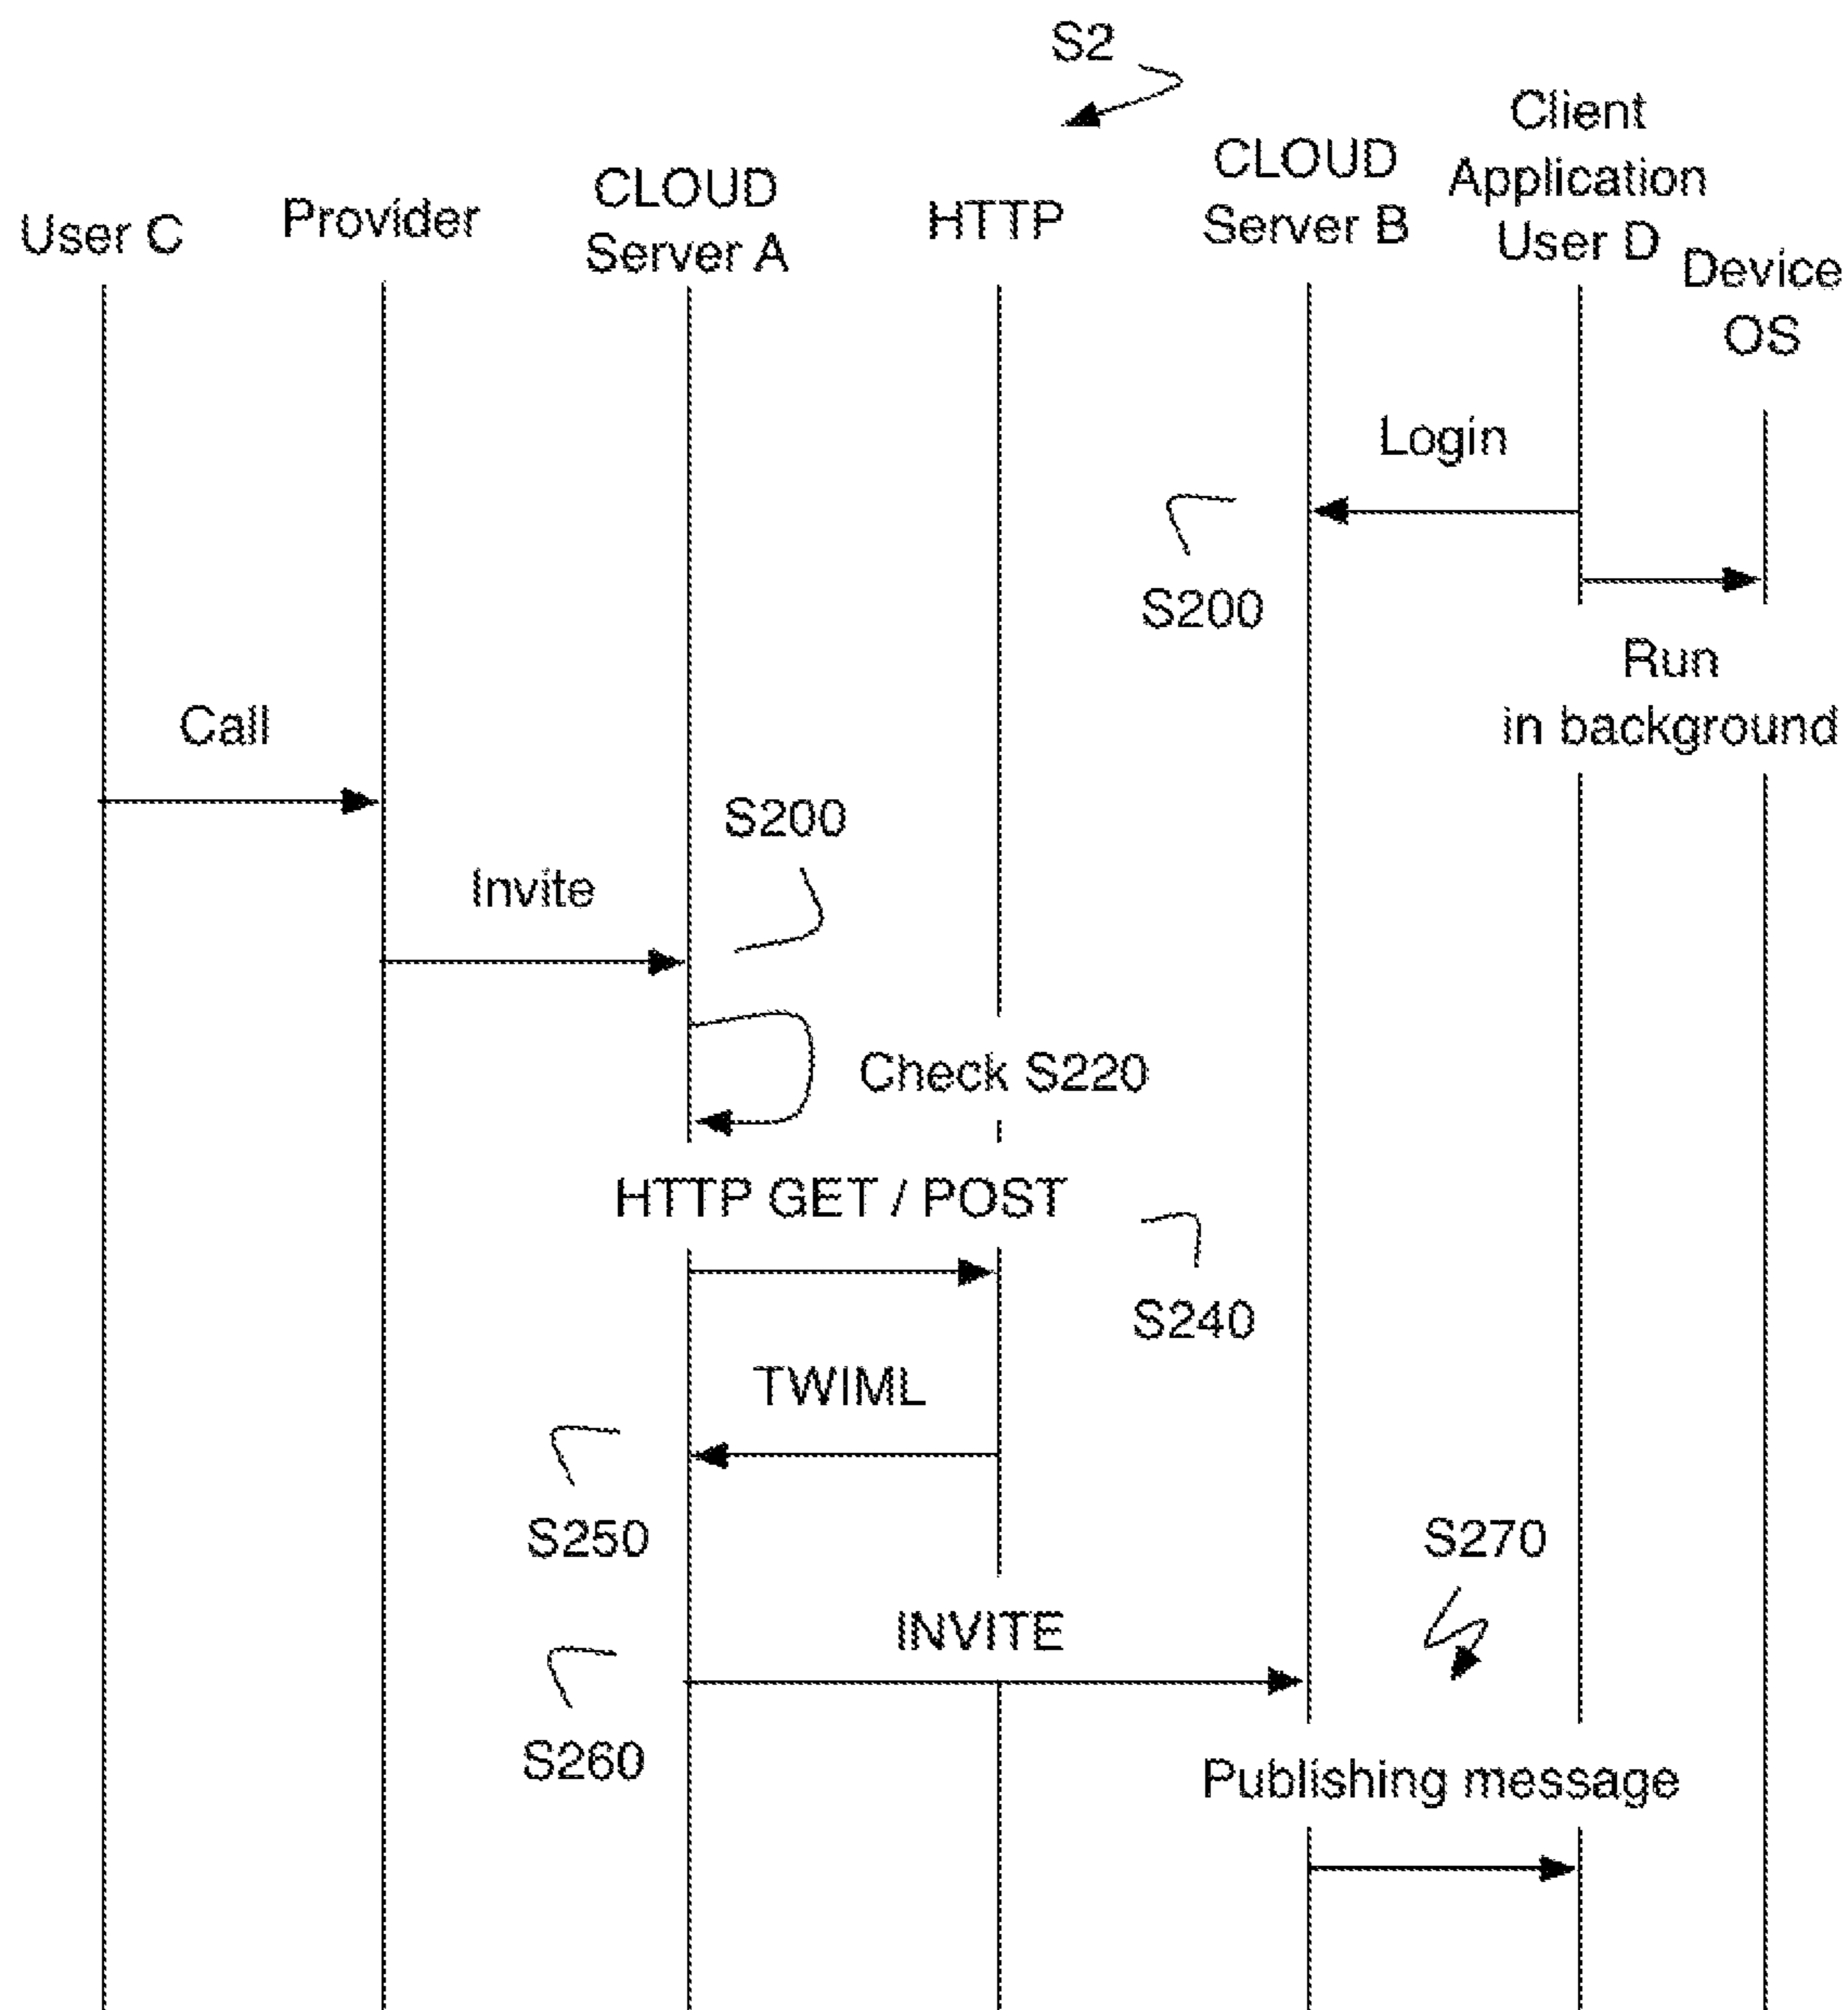 S2
User C
Provider
CLOUD
Server A
HTTP
CLOUD
Server B
Client
Application
User D
Device
OS
Login
S200
Run
in background
Call
S200
Invite
Check S220
HTTP GET / POST
S240
TWIML
S250
S270
INVITE
S260
Publishing message